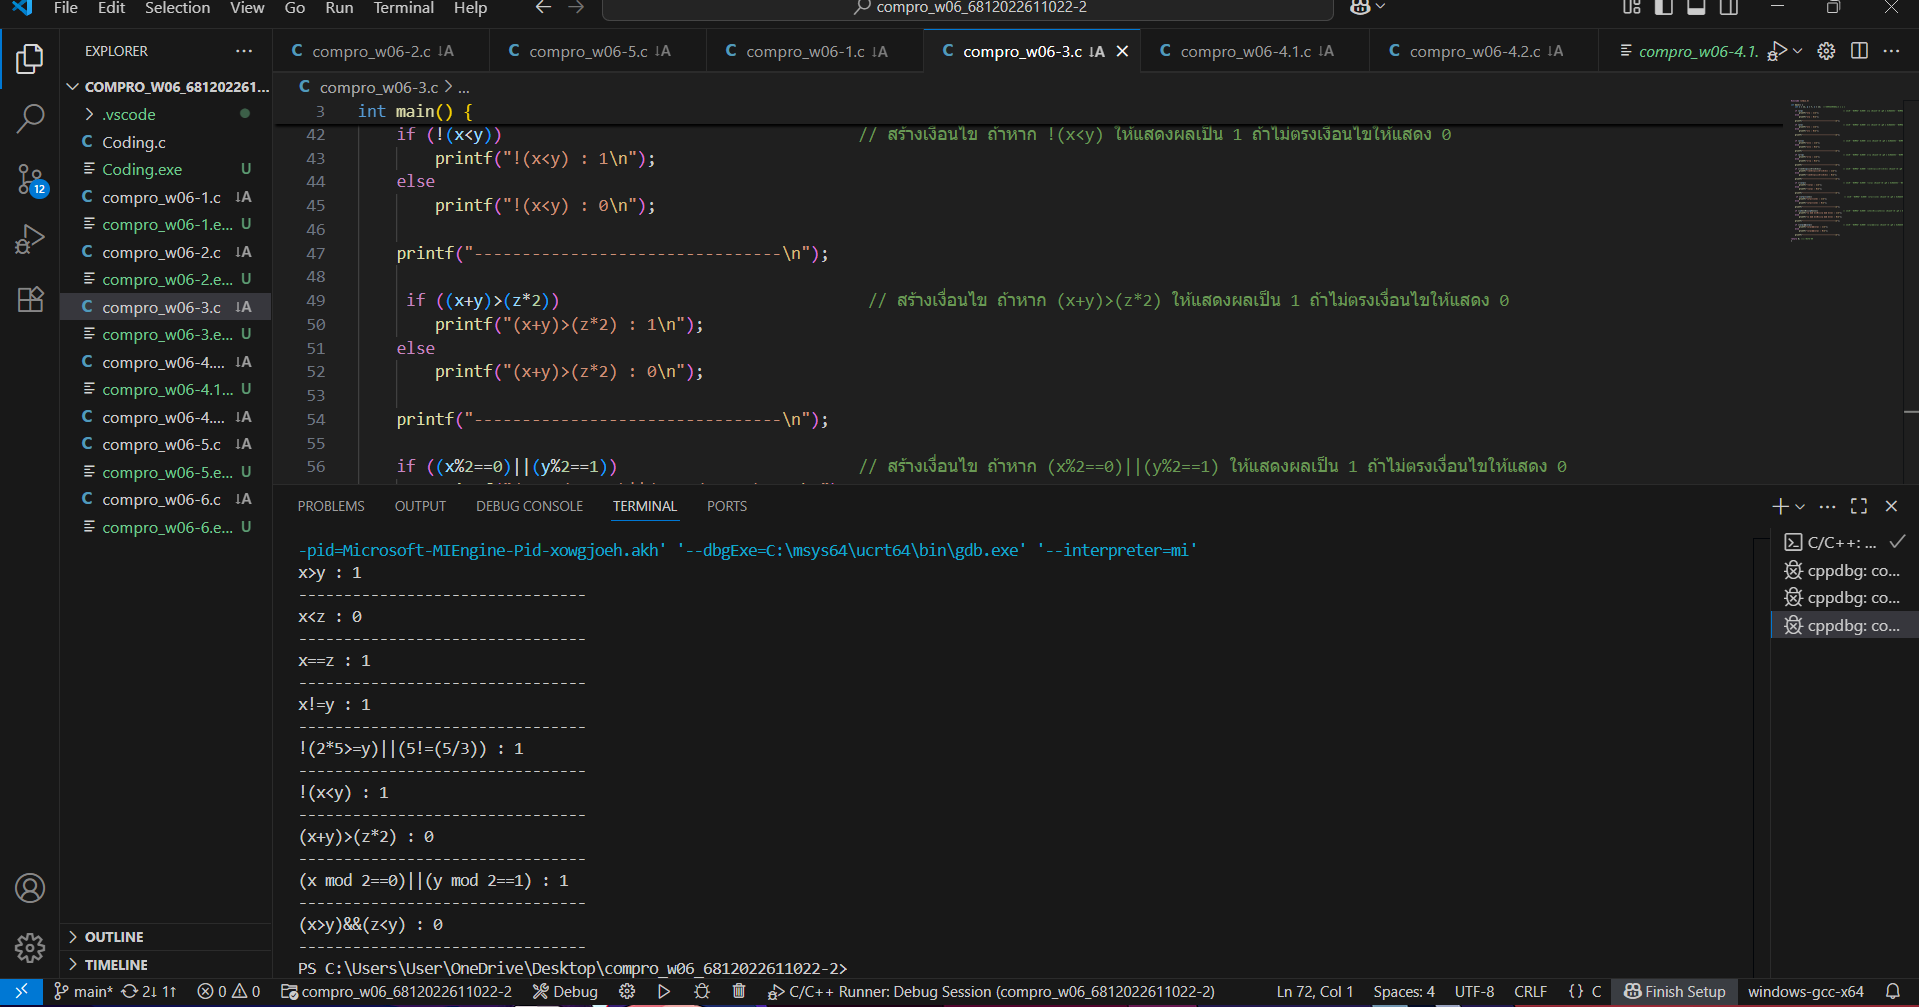 File Edit Selection View Go Run Terminal Help
compro_w06_6812022611022-2
EXPLORER
compro_w06-2.c ↓A
compro_w06-5.c ↓A
compro_w06-1.c ↓A
compro_w06-3.c ↓A
compro_w06-4.1.c ↓A
compro_w06-4.2.c ↓A
compro_w06-4.1.
COMPRO_W06_681202261...
.vscode
Coding.c
Coding.exe U
compro_w06-1.c ↓A
compro_w06-1.e... U
compro_w06-2.c ↓A
compro_w06-2.e... U
compro_w06-3.c ↓A
compro_w06-3.e... U
compro_w06-4.... ↓A
compro_w06-4.1... U
compro_w06-4.... ↓A
compro_w06-5.c ↓A
compro_w06-5.e... U
compro_w06-6.c ↓A
compro_w06-6.e... U
12
OUTLINE
TIMELINE
C compro_w06-3.c > ...
3 int main() {
42 if (!(x<y)) // สร้างเงื่อนไข ถ้าหาก !(x<y) ให้แสดงผลเป็น 1 ถ้าไม่ตรงเงื่อนไขให้แสดง 0
43 printf("!(x<y) : 1\n");
44 else
45 printf("!(x<y) : 0\n");
46
47 printf("--------------------------------\n");
48
49 if ((x+y)>(z*2)) // สร้างเงื่อนไข ถ้าหาก (x+y)>(z*2) ให้แสดงผลเป็น 1 ถ้าไม่ตรงเงื่อนไขให้แสดง 0
50 printf("(x+y)>(z*2) : 1\n");
51 else
52 printf("(x+y)>(z*2) : 0\n");
53
54 printf("--------------------------------\n");
55
56 if ((x%2==0)||(y%2==1)) // สร้างเงื่อนไข ถ้าหาก (x%2==0)||(y%2==1) ให้แสดงผลเป็น 1 ถ้าไม่ตรงเงื่อนไขให้แสดง 0
PROBLEMS OUTPUT DEBUG CONSOLE TERMINAL PORTS
-pid=Microsoft-MIEngine-Pid-xowgjoeh.akh' '--dbgExe=C:\msys64\ucrt64\bin\gdb.exe' '--interpreter=mi'
x>y : 1
--------------------------------
x<z : 0
--------------------------------
x==z : 1
--------------------------------
x!=y : 1
--------------------------------
!(2*5>=y)||(5!=(5/3)) : 1
--------------------------------
!(x<y) : 1
--------------------------------
(x+y)>(z*2) : 0
--------------------------------
(x mod 2==0)||(y mod 2==1) : 1
--------------------------------
(x>y)&&(z<y) : 0
--------------------------------
PS C:\Users\User\OneDrive\Desktop\compro_w06_6812022611022-2>
C/C++: ...
cppdbg: co...
cppdbg: co...
cppdbg: co...
main* 2↓ 1↑ 0 0 compro_w06_6812022611022-2 Debug C/C++ Runner: Debug Session (compro_w06_6812022611022-2) Ln 72, Col 1 Spaces: 4 UTF-8 CRLF {} C Finish Setup windows-gcc-x64